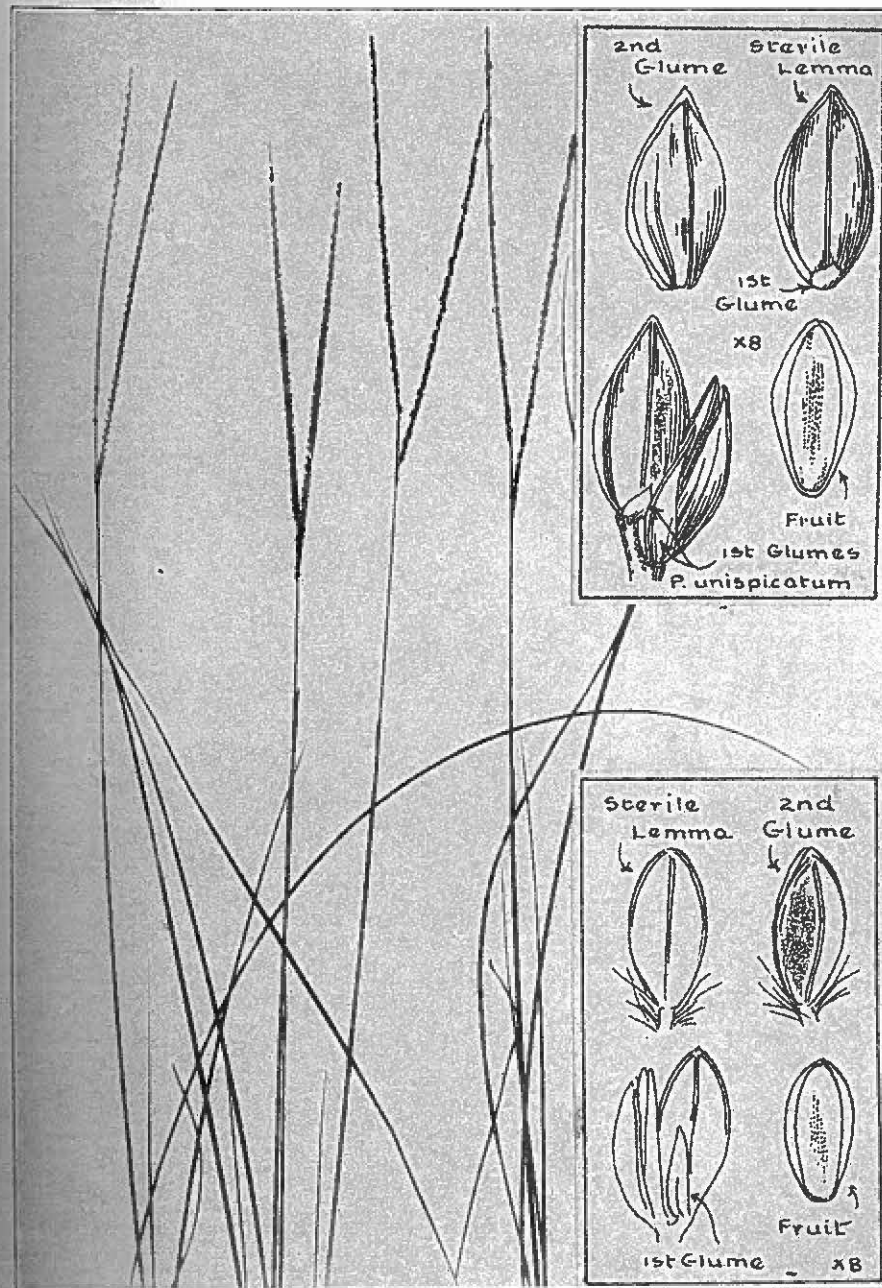 2nd
Glume
Sterile
Lemma
1st
Glume
x8
Fruit
1st Glumes
P. unispicatum
Sterile
Lemma
2nd
Glume
1st Glume
Fruit
x8